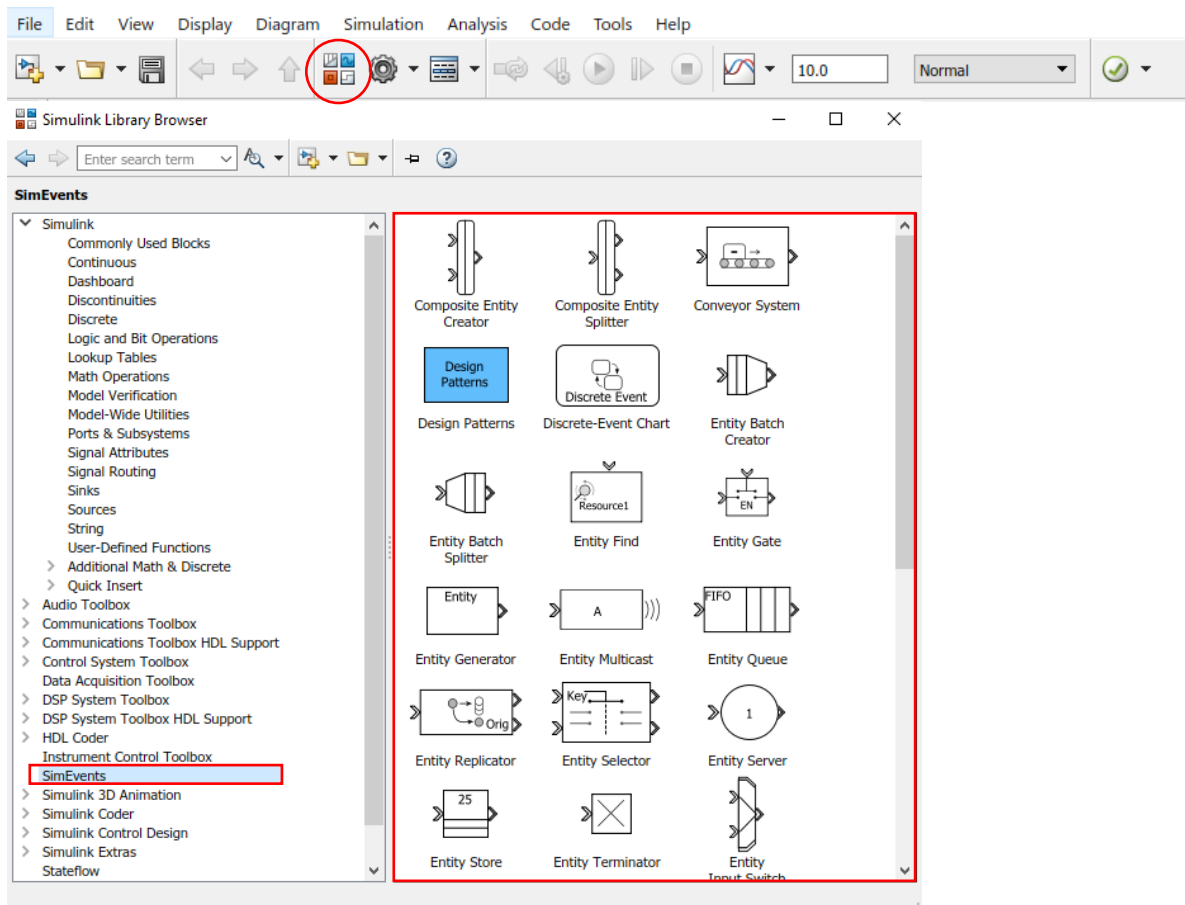 File Edit View Display Diagram Simulation Analysis Code Tools Help
10.0 Normal
Simulink Library Browser
Enter search term
SimEvents
Simulink
Commonly Used Blocks
Continuous
Dashboard
Discontinuities
Discrete
Logic and Bit Operations
Lookup Tables
Math Operations
Model Verification
Model-Wide Utilities
Ports & Subsystems
Signal Attributes
Signal Routing
Sinks
Sources
String
User-Defined Functions
Additional Math & Discrete
Quick Insert
Audio Toolbox
Communications Toolbox
Communications Toolbox HDL Support
Control System Toolbox
Data Acquisition Toolbox
DSP System Toolbox
DSP System Toolbox HDL Support
HDL Coder
Instrument Control Toolbox
SimEvents
Simulink 3D Animation
Simulink Coder
Simulink Control Design
Simulink Extras
Stateflow
Composite Entity
Creator
Composite Entity
Splitter
Conveyor System
Design
Patterns
Design Patterns
Discrete Event
Discrete-Event Chart
Entity Batch
Creator
Entity Batch
Splitter
Resource1
Entity Find
EN
Entity Gate
Entity
Entity Generator
A
Entity Multicast
FIFO
Entity Queue
Orig
Entity Replicator
Key
Entity Selector
1
Entity Server
25
Entity Store
Entity Terminator
Entity
Input Switch